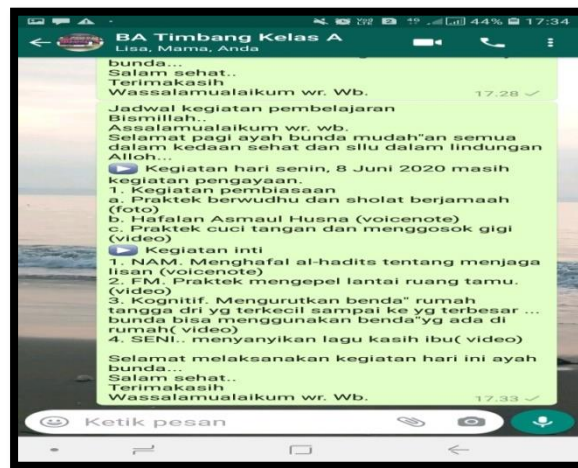 44% 17:34
BA Timbang Kelas A
Lisa, Mama, Anda
bunda...
Salam sehat..
Terimakasih
Wassalamualaikum wr. Wb.
17.28
Jadwal kegiatan pembelajaran
Bismillah..
Assalamualaikum wr. wb.
Selamat pagi ayah bunda mudah"an semua
dalam kedaan sehat dan sllu dalam lindungan
Alloh...
Kegiatan hari senin, 8 Juni 2020 masih
kegiatan pengayaan.
1. Kegiatan pembiasaan
a. Praktek berwudhu dan sholat berjamaah
(foto)
b. Hafalan Asmaul Husna (voicenote)
c. Praktek cuci tangan dan menggosok gigi
(video)
Kegiatan inti
1. NAM. Menghafal al-hadits tentang menjaga
lisan (voicenote)
2. FM. Praktek mengepel lantai ruang tamu.
(video)
3. Kognitif. Mengurutkan benda" rumah
tangga dri yg terkecil sampai ke yg terbesar ...
bunda bisa menggunakan benda"yg ada di
rumah( video)
4. SENI.. menyanyikan lagu kasih ibu( video)
Selamat melaksanakan kegiatan hari ini ayah
bunda...
Salam sehat..
Terimakasih
Wassalamualaikum wr. Wb.
17.33
Ketik pesan